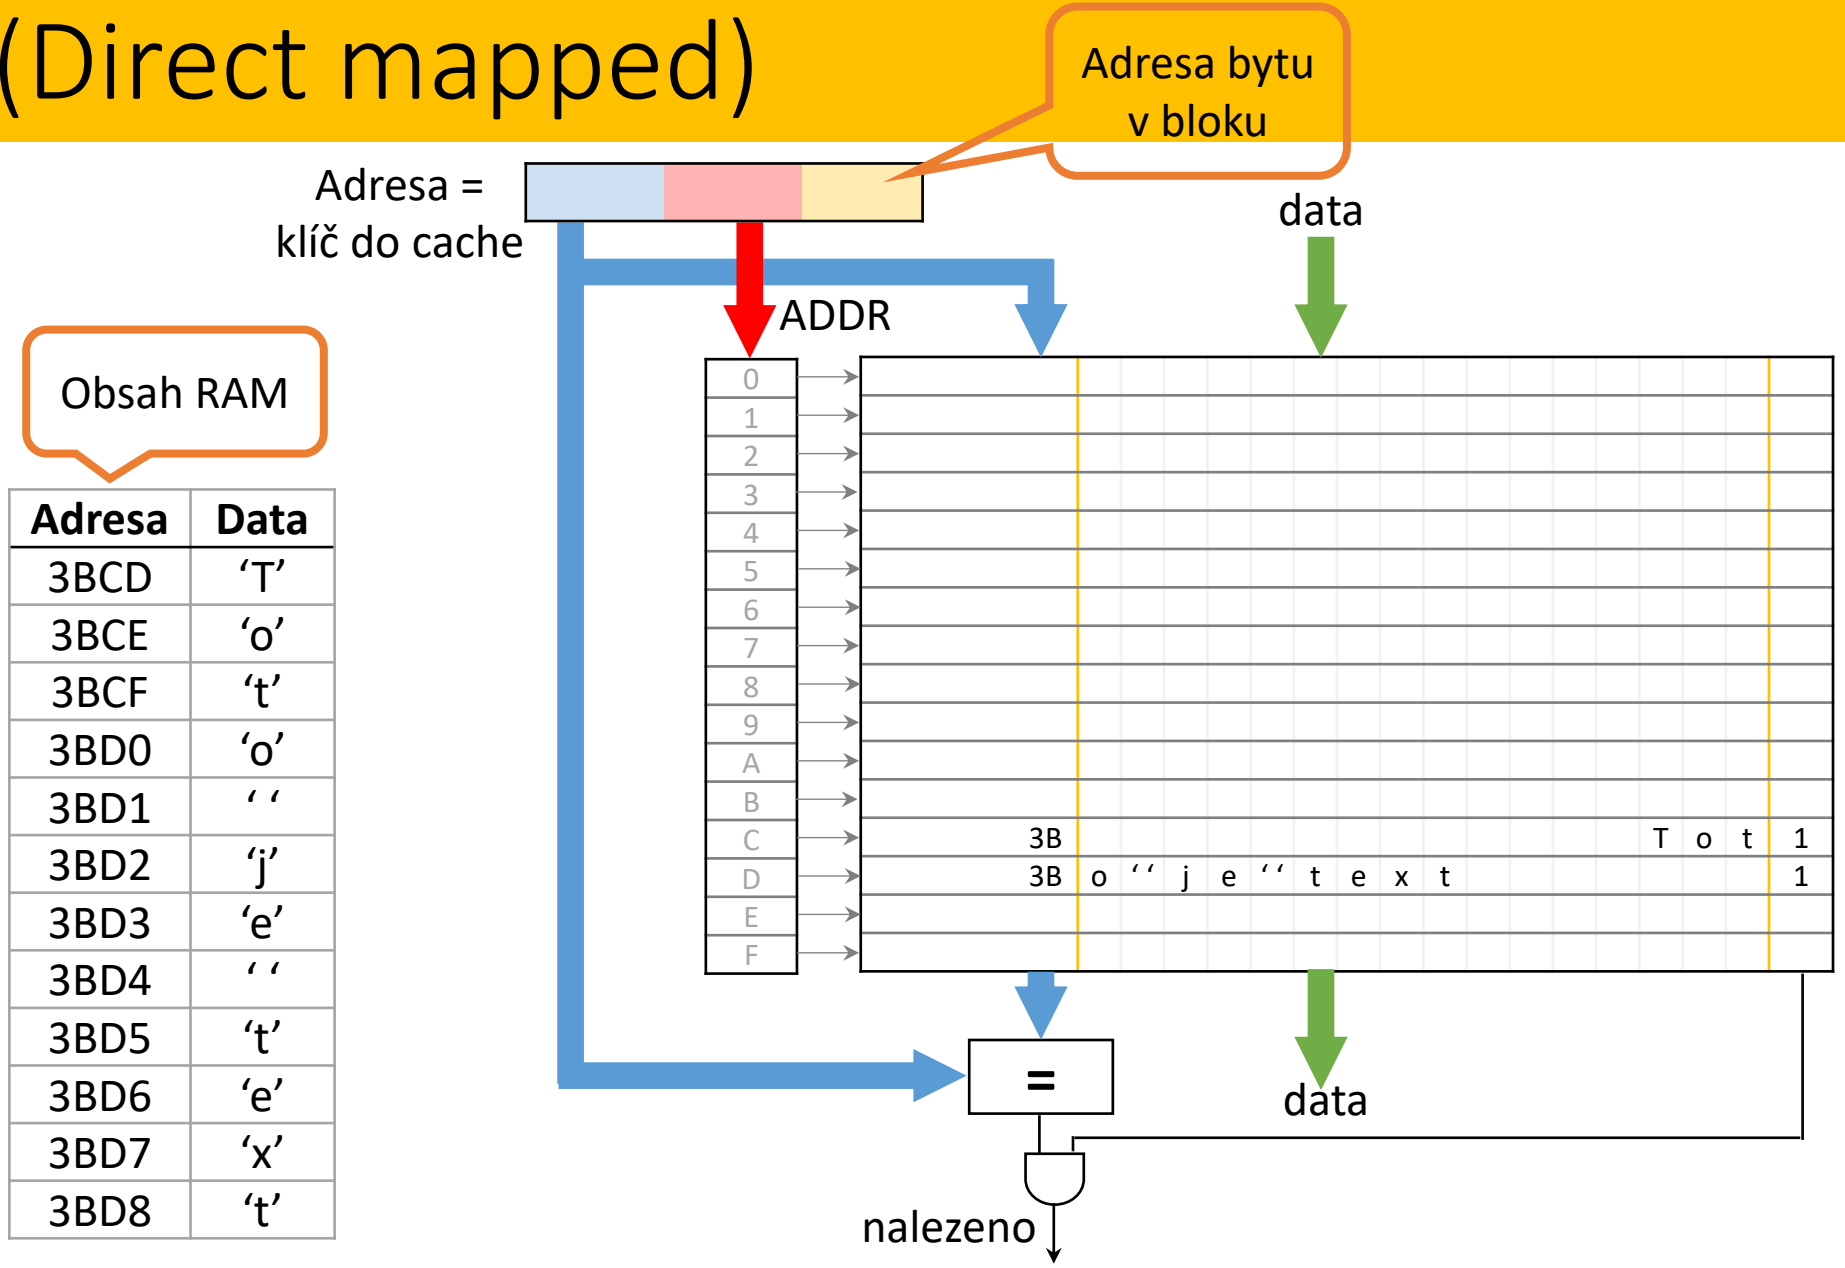 (Direct mapped)
Adresa bytu
v bloku
Adresa =
klíč do cache
data
ADDR
Obsah RAM
Adresa Data
3BCD ‘T’
3BCE ‘o’
3BCF ‘t’
3BD0 ‘o’
3BD1 ‘ ‘
3BD2 ‘j’
3BD3 ‘e’
3BD4 ‘ ‘
3BD5 ‘t’
3BD6 ‘e’
3BD7 ‘x’
3BD8 ‘t’
0
1
2
3
4
5
6
7
8
9
A
B
C 3B T o t 1
D 3B o ‘‘ j e ‘‘ t e x t 1
E
F
=
data
nalezeno